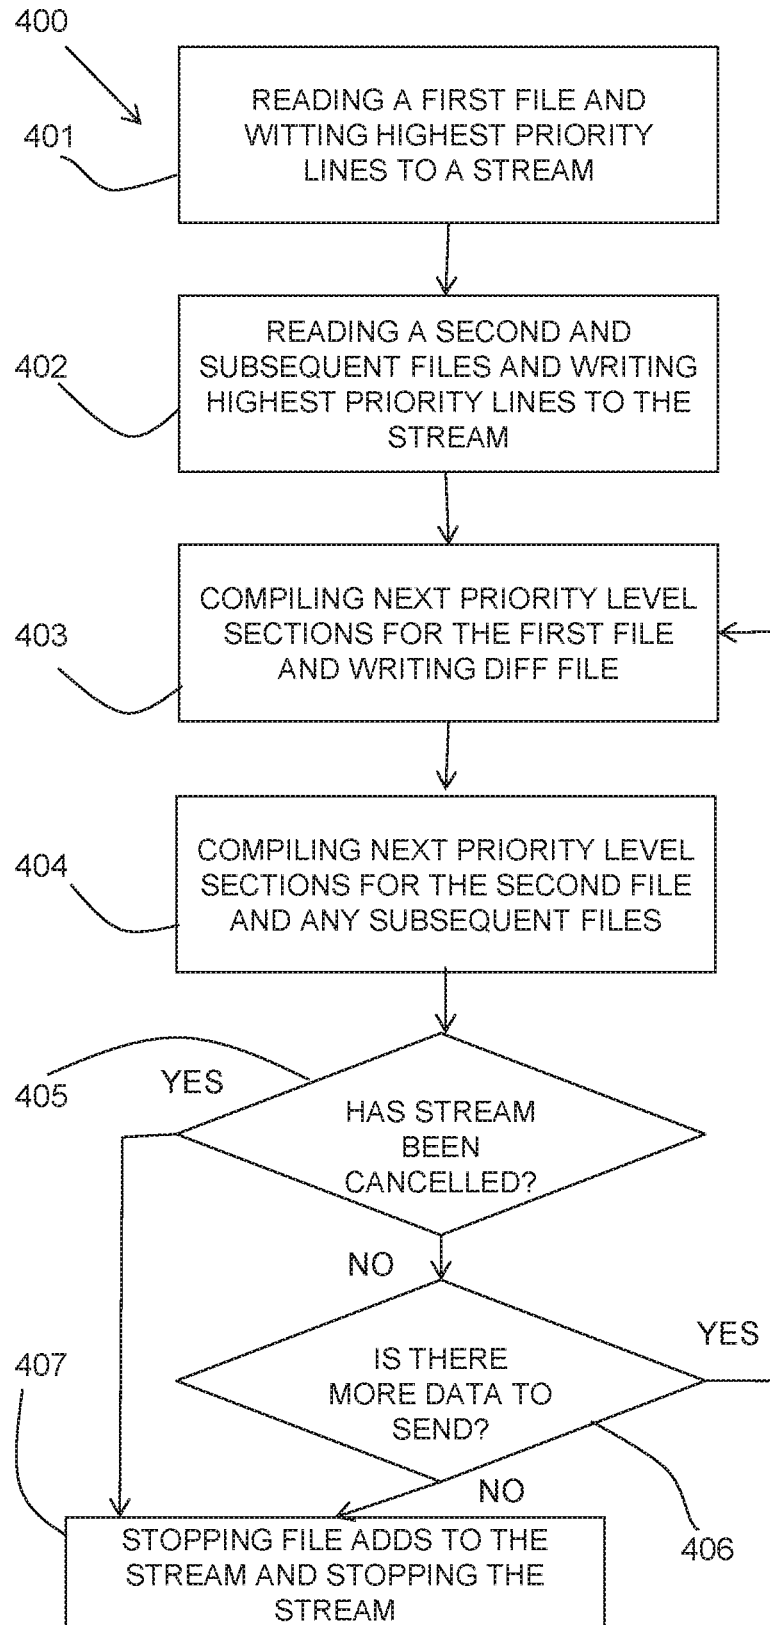 400
READING A FIRST FILE AND
WITTING HIGHEST PRIORITY
LINES TO A STREAM
401
READING A SECOND AND
SUBSEQUENT FILES AND WRITING
HIGHEST PRIORITY LINES TO THE
STREAM
402
COMPILING NEXT PRIORITY LEVEL
SECTIONS FOR THE FIRST FILE
AND WRITING DIFF FILE
403
COMPILING NEXT PRIORITY LEVEL
SECTIONS FOR THE SECOND FILE
AND ANY SUBSEQUENT FILES
404
405
YES
HAS STREAM
BEEN
CANCELLED?
NO
IS THERE
MORE DATA TO
SEND?
YES
406
NO
407
STOPPING FILE ADDS TO THE
STREAM AND STOPPING THE
STREAM